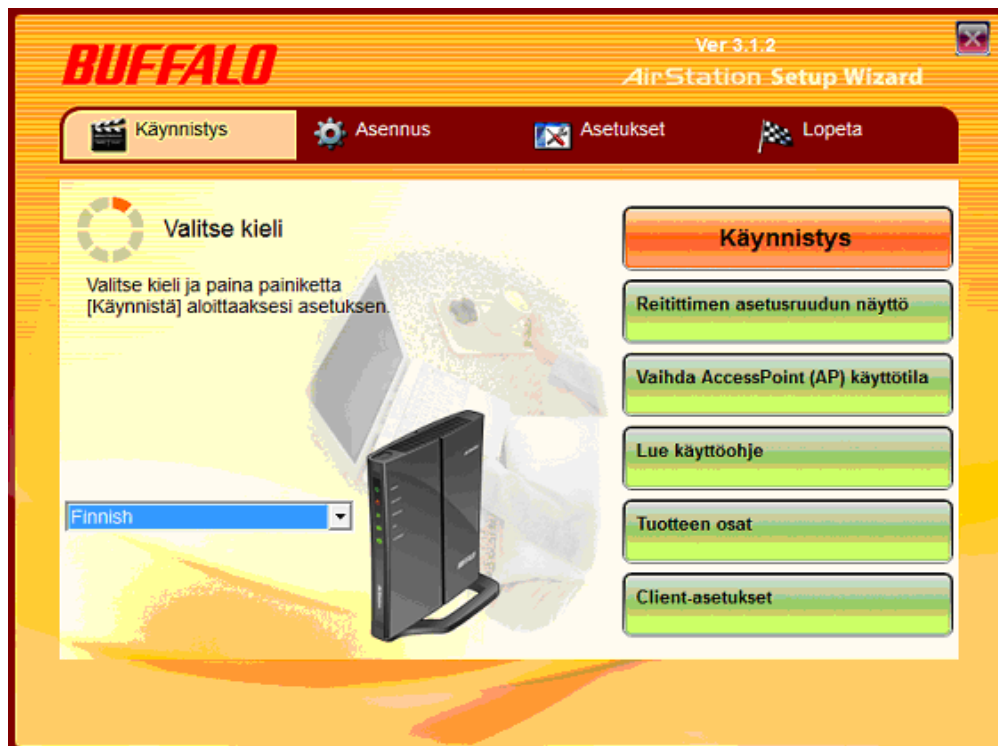 BUFFALO
Ver 3.1.2
AirStation Setup Wizard
Käynnistys
Asennus
Asetukset
Lopeta
Valitse kieli
Valitse kieli ja paina painiketta
[Käynnistä] aloittaaksesi asetuksen.
Finnish
Käynnistys
Reitittimen asetusruudun näyttö
Vaihda AccessPoint (AP) käyttötila
Lue käyttöohje
Tuotteen osat
Client-asetukset
BUFFALO